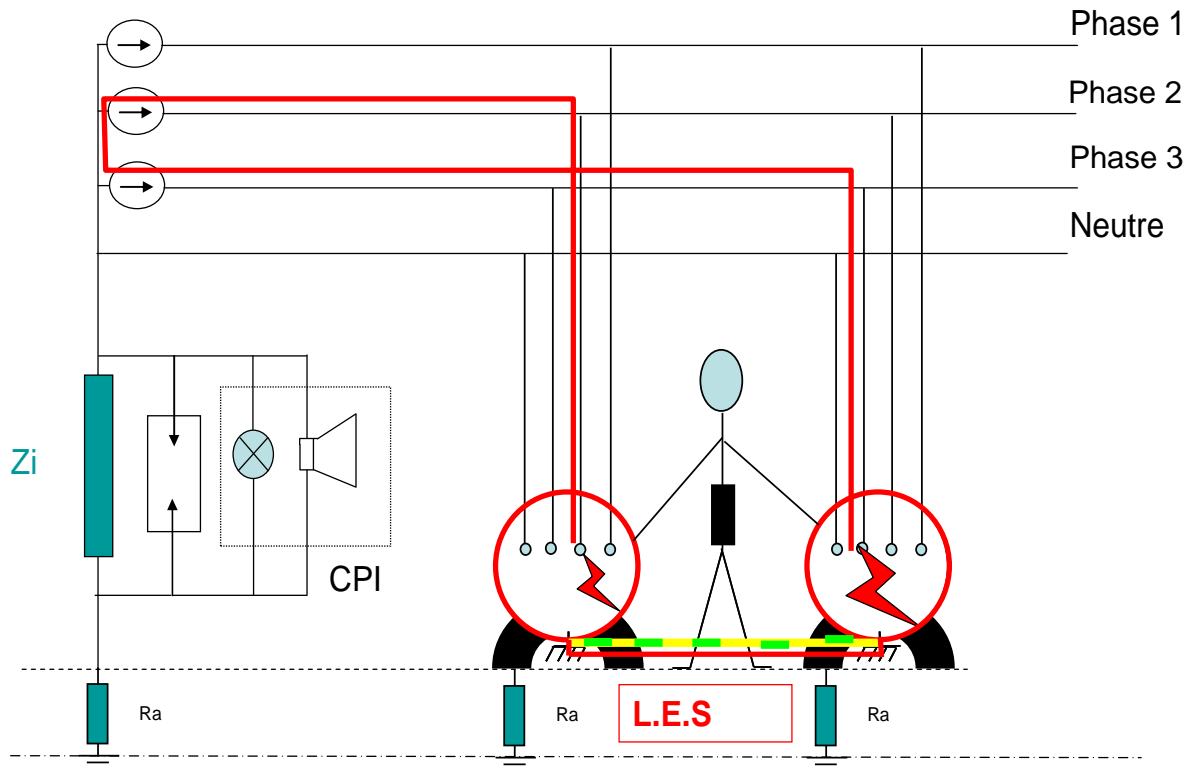 Phase 1
Phase 2
Phase 3
Neutre
Zi
CPI
Ra
Ra
L.E.S
Ra